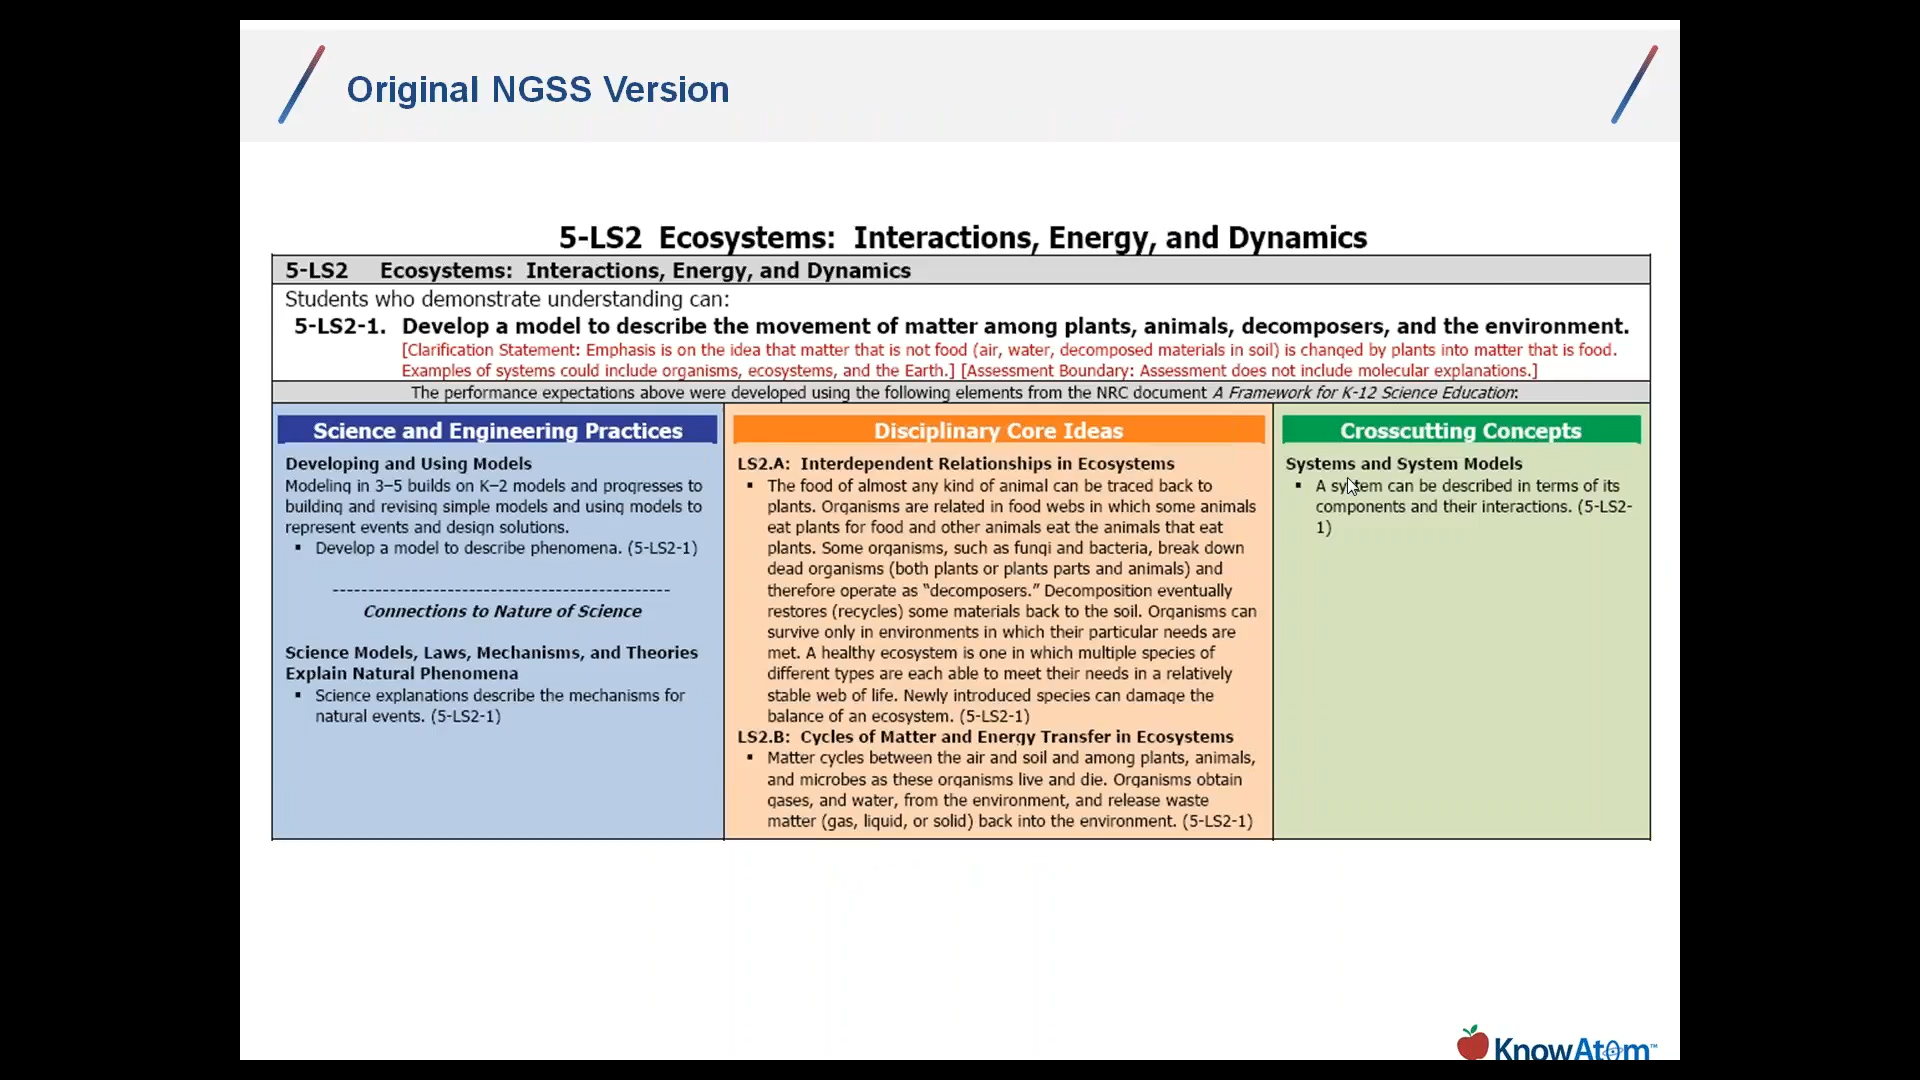 Original NGSS Version
5-LS2 Ecosystems: Interactions, Energy, and Dynamics
5-LS2 Ecosystems: Interactions, Energy, and Dynamics
Students who demonstrate understanding can:
5-LS2-1. Develop a model to describe the movement of matter among plants, animals, decomposers, and the environment.
[Clarification Statement: Emphasis is on the idea that matter that is not food (air, water, decomposed materials in soil) is changed by plants into matter that is food.
Examples of systems could include organisms, ecosystems, and the Earth.] [Assessment Boundary: Assessment does not include molecular explanations.]
The performance expectations above were developed using the following elements from the NRC document A Framework for K-12 Science Education:
Science and Engineering Practices
Developing and Using Models
Modeling in 3–5 builds on K–2 models and progresses to
building and revising simple models and using models to
represent events and design solutions.
▪ Develop a model to describe phenomena. (5-LS2-1)
----------------------------------------------
Connections to Nature of Science
Science Models, Laws, Mechanisms, and Theories
Explain Natural Phenomena
▪ Science explanations describe the mechanisms for
natural events. (5-LS2-1)
Disciplinary Core Ideas
LS2.A: Interdependent Relationships in Ecosystems
▪ The food of almost any kind of animal can be traced back to
plants. Organisms are related in food webs in which some animals
eat plants for food and other animals eat the animals that eat
plants. Some organisms, such as fungi and bacteria, break down
dead organisms (both plants or plants parts and animals) and
therefore operate as “decomposers.” Decomposition eventually
restores (recycles) some materials back to the soil. Organisms can
survive only in environments in which their particular needs are
met. A healthy ecosystem is one in which multiple species of
different types are each able to meet their needs in a relatively
stable web of life. Newly introduced species can damage the
balance of an ecosystem. (5-LS2-1)
LS2.B: Cycles of Matter and Energy Transfer in Ecosystems
▪ Matter cycles between the air and soil and among plants, animals,
and microbes as these organisms live and die. Organisms obtain
gases, and water, from the environment, and release waste
matter (gas, liquid, or solid) back into the environment. (5-LS2-1)
Crosscutting Concepts
Systems and System Models
▪ A system can be described in terms of its
components and their interactions. (5-LS2-
1)
KnowAtom™